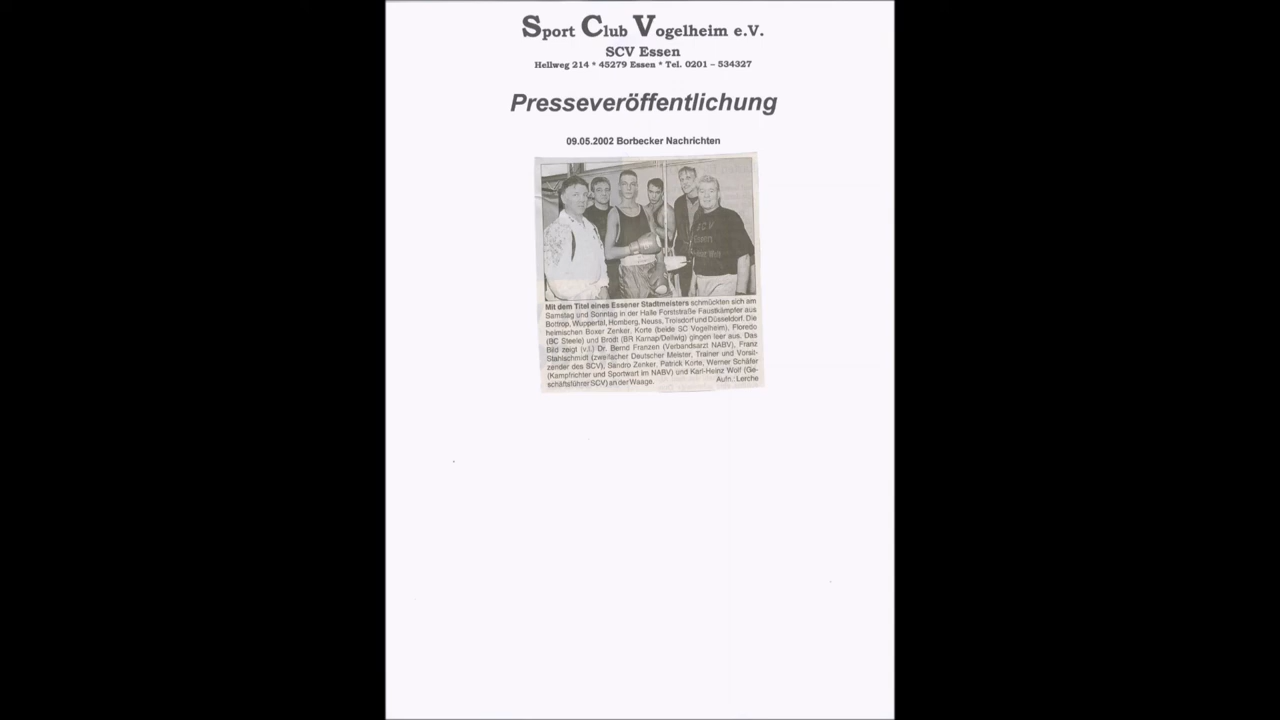 Sport Club Vogelheim e.V.
SCV Essen
Hellweg 214 * 45279 Essen * Tel. 0201 – 534327
Presseveröffentlichung
09.05.2002 Borbecker Nachrichten
SCV
Mit dem Titel eines Essener Stadtmeisters schmückten sich am
Samstag und Sonntag in der Halle Forststraße Faustkämpfer aus
Bottrop, Wuppertal, Homberg, Neuss, Troisdorf und Düsseldorf. Die
heimischen Boxer Zenker, Korte (beide SC Vogelheim), Floredo
(BC Steele) und Brodt (BR Karnap/Dellwig) gingen leer aus. Das
Bild zeigt (v.l.) Dr. Bernd Franzen (Verbandsarzt NABV), Franz
Stahlschmidt (zweifacher Deutscher Meister, Trainer und Vorsit-
zender des SCV), Sandro Zenker, Patrick Korte, Werner Schäfer
(Kampfrichter und Sportwart im NABV) und Karl-Heinz Wolf (Ge-
schäftsführer SCV) an der Waage. Aufn.: Lerche